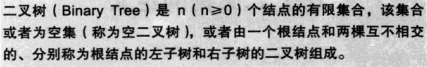 二叉树（Binary Tree）是 n（n≥0）个结点的有限集合，该集合
或者为空集（称为空二叉树），或者由一个根结点和两棵互不相交
的、分别称为根结点的左子树和右子树的二叉树组成。